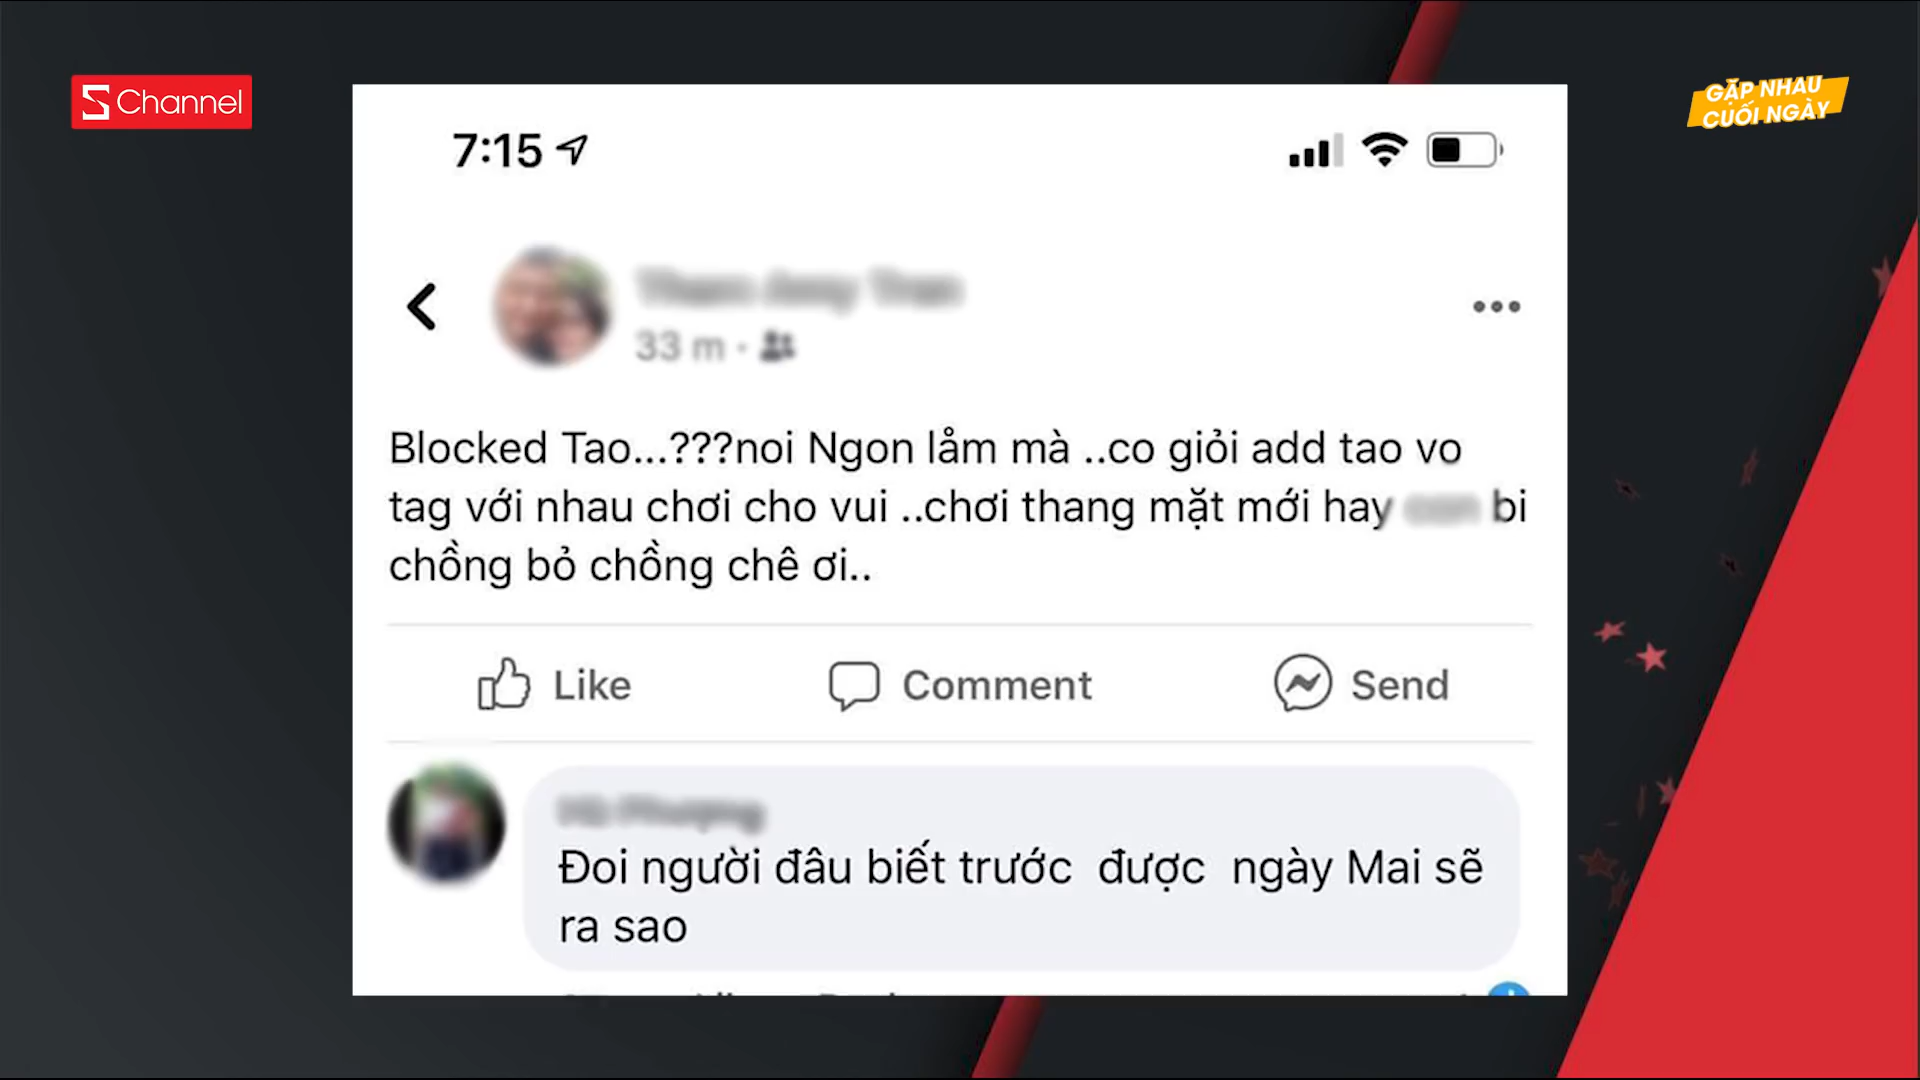 S Channel
GẶP NHAU
CUỐI NGÀY
7:15
33 m
Blocked Tao...???noi Ngon lắm mà ..co giỏi add tao vo
tag với nhau chơi cho vui ..chơi thang mặt mới hay bi
chồng bỏ chồng chê ơi..
Like
Comment
Send
Đoi người đâu biết trước được ngày Mai sẽ
ra sao